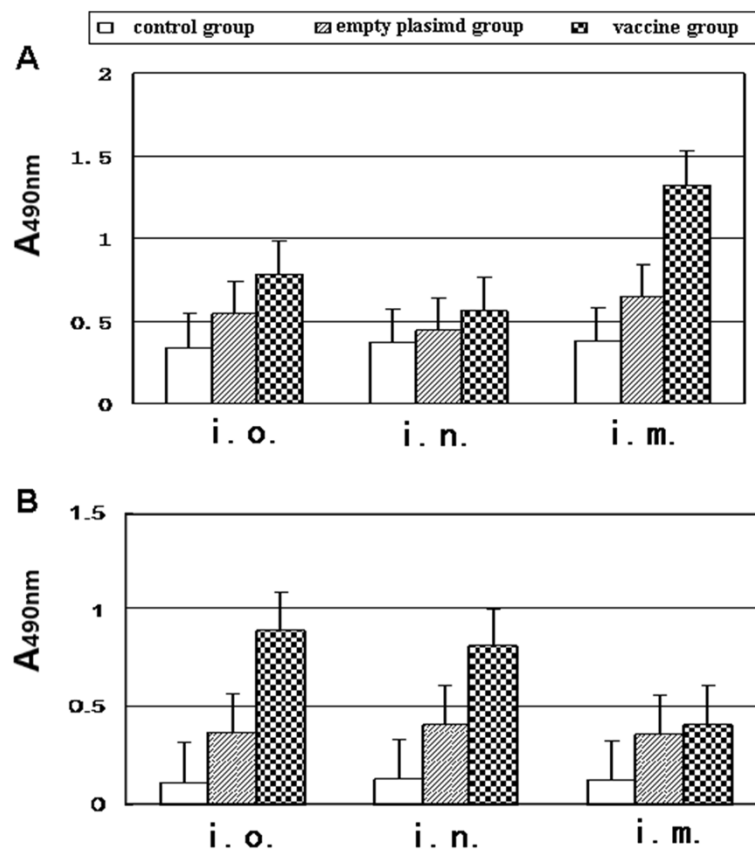 control group empty plasimd group vaccine group
A
2
1.5
1
0.5
0
A490nm
i. o. i. n. i. m.
B
1.5
1
0.5
0
A490nm
i. o. i. n. i. m.